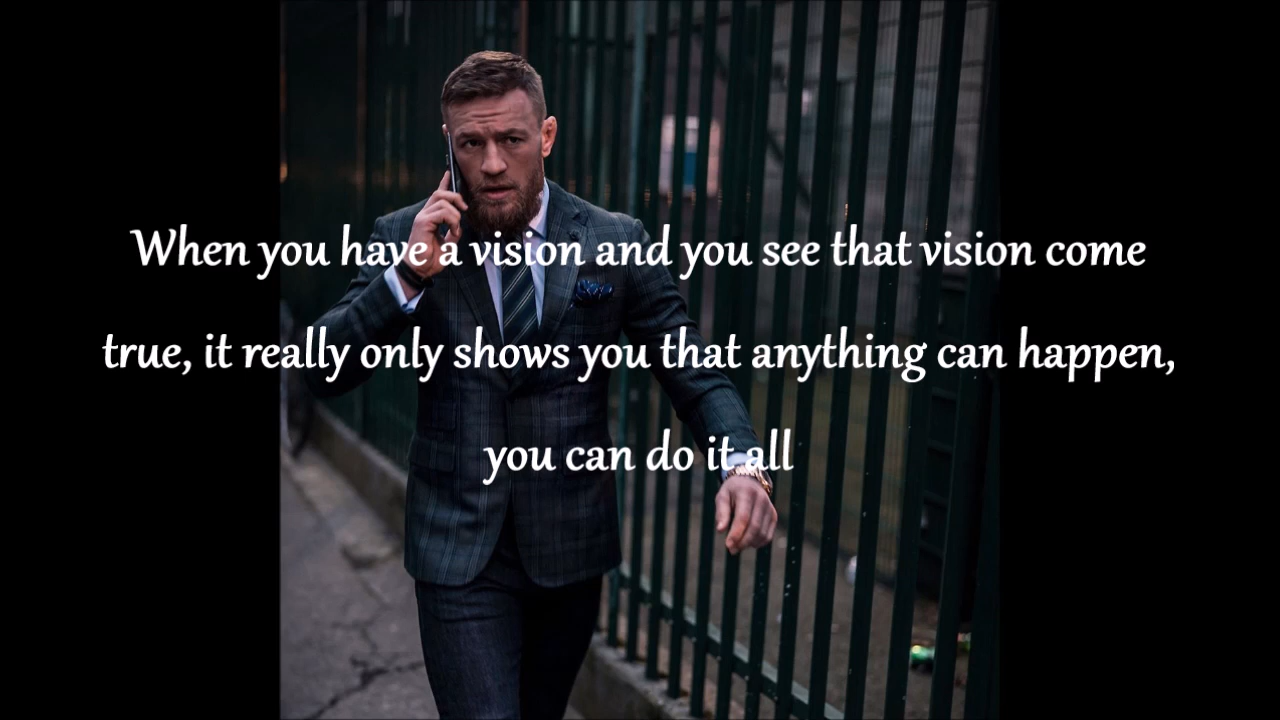 When you have a vision and you see that vision come
true, it really only shows you that anything can happen,
you can do it all